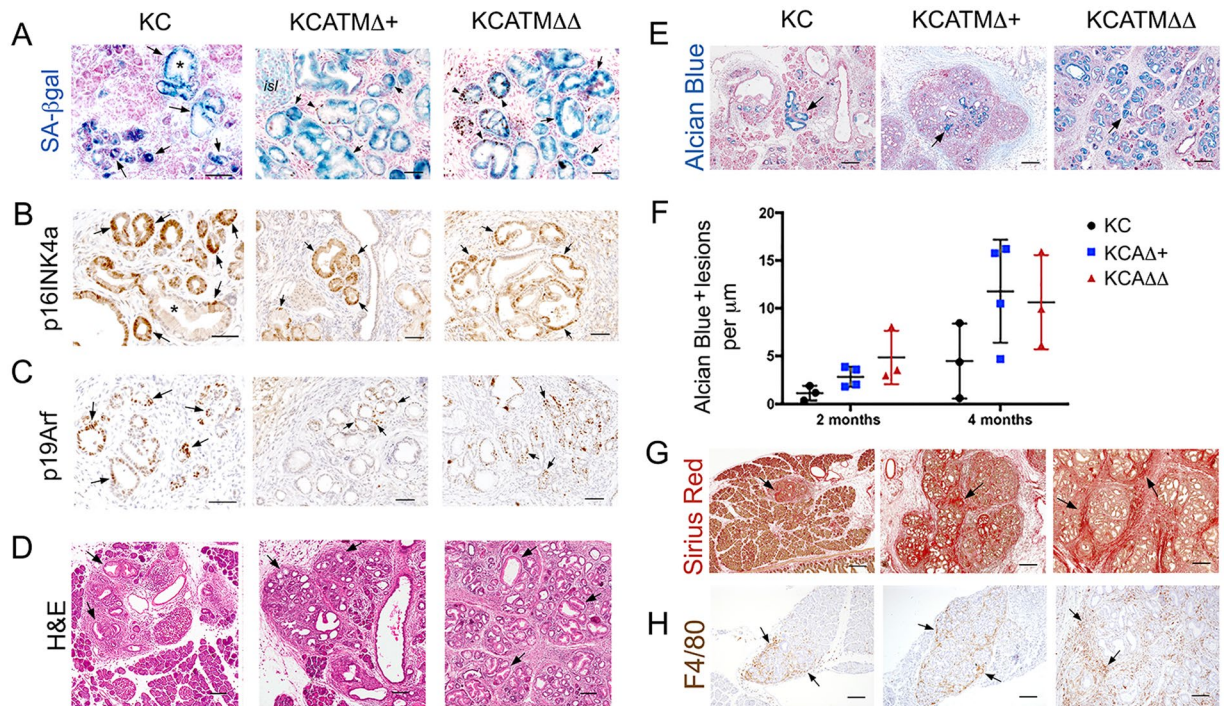 KC KCATMΔ+ KCATMΔΔ
A
SA-βgal
*
isl
B
p16INK4a
*
C
p19Arf
D
H&E
KC KCATMΔ+ KCATMΔΔ
E
Alcian Blue
F
Alcian Blue⁺lesions
per μm
20
15
10
5
0
2 months 4 months
KC
KCAΔ+
KCAΔΔ
G
Sirius Red
H
F4/80